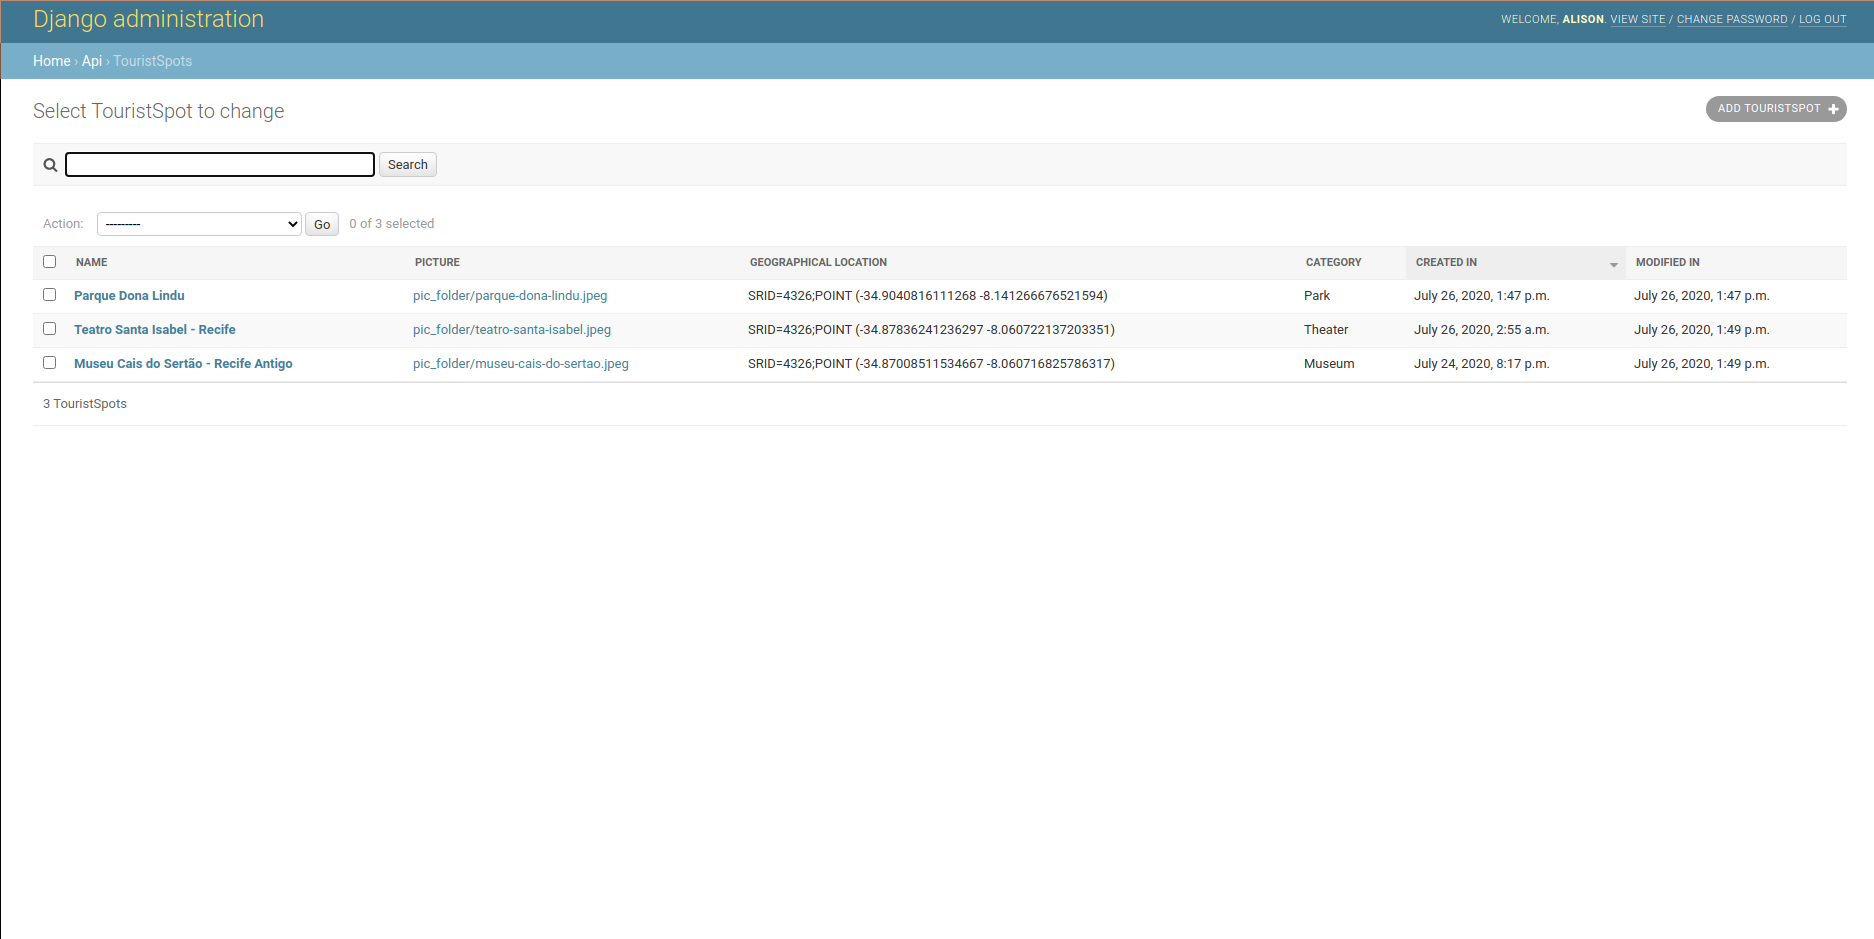 Django administration
WELCOME, ALISON. VIEW SITE / CHANGE PASSWORD / LOG OUT
Home › Api › TouristSpots
Select TouristSpot to change
ADD TOURISTSPOT
Search
Action: --------- Go 0 of 3 selected
NAME PICTURE GEOGRAPHICAL LOCATION CATEGORY CREATED IN MODIFIED IN
Parque Dona Lindu pic_folder/parque-dona-lindu.jpeg SRID=4326;POINT (-34.9040816111268 -8.141266676521594) Park July 26, 2020, 1:47 p.m. July 26, 2020, 1:47 p.m.
Teatro Santa Isabel - Recife pic_folder/teatro-santa-isabel.jpeg SRID=4326;POINT (-34.87836241236297 -8.060722137203351) Theater July 26, 2020, 2:55 a.m. July 26, 2020, 1:49 p.m.
Museu Cais do Sertão - Recife Antigo pic_folder/museu-cais-do-sertao.jpeg SRID=4326;POINT (-34.87008511534667 -8.060716825786317) Museum July 24, 2020, 8:17 p.m. July 26, 2020, 1:49 p.m.
3 TouristSpots